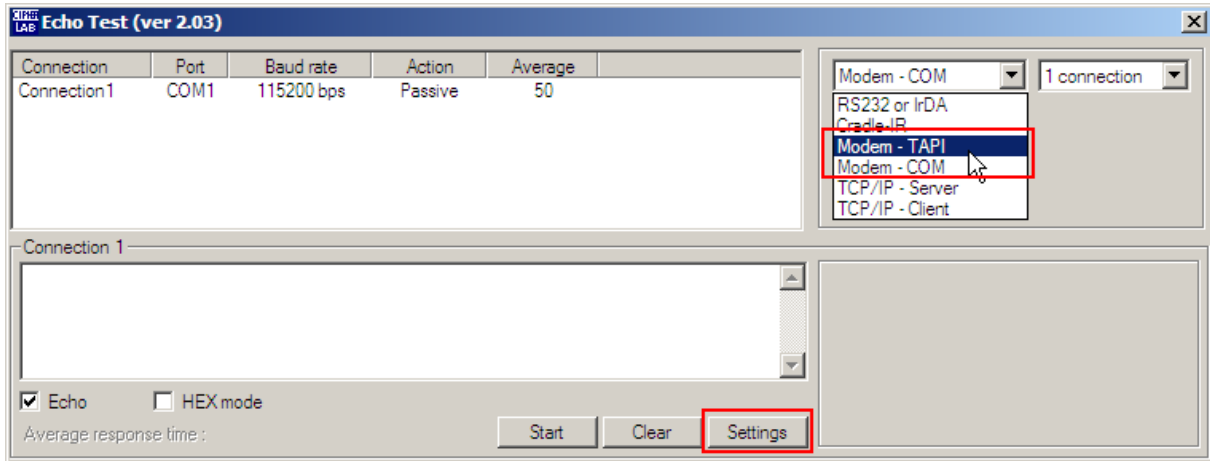 CIPHER LAB Echo Test (ver 2.03)
Connection Port Baud rate Action Average
Connection1 COM1 115200 bps Passive 50
Modem - COM 1 connection
RS232 or IrDA
Cradle-IR
Modem - TAPI
Modem - COM
TCP/IP - Server
TCP/IP - Client
Connection 1
Echo HEX mode
Average response time :
Start Clear Settings